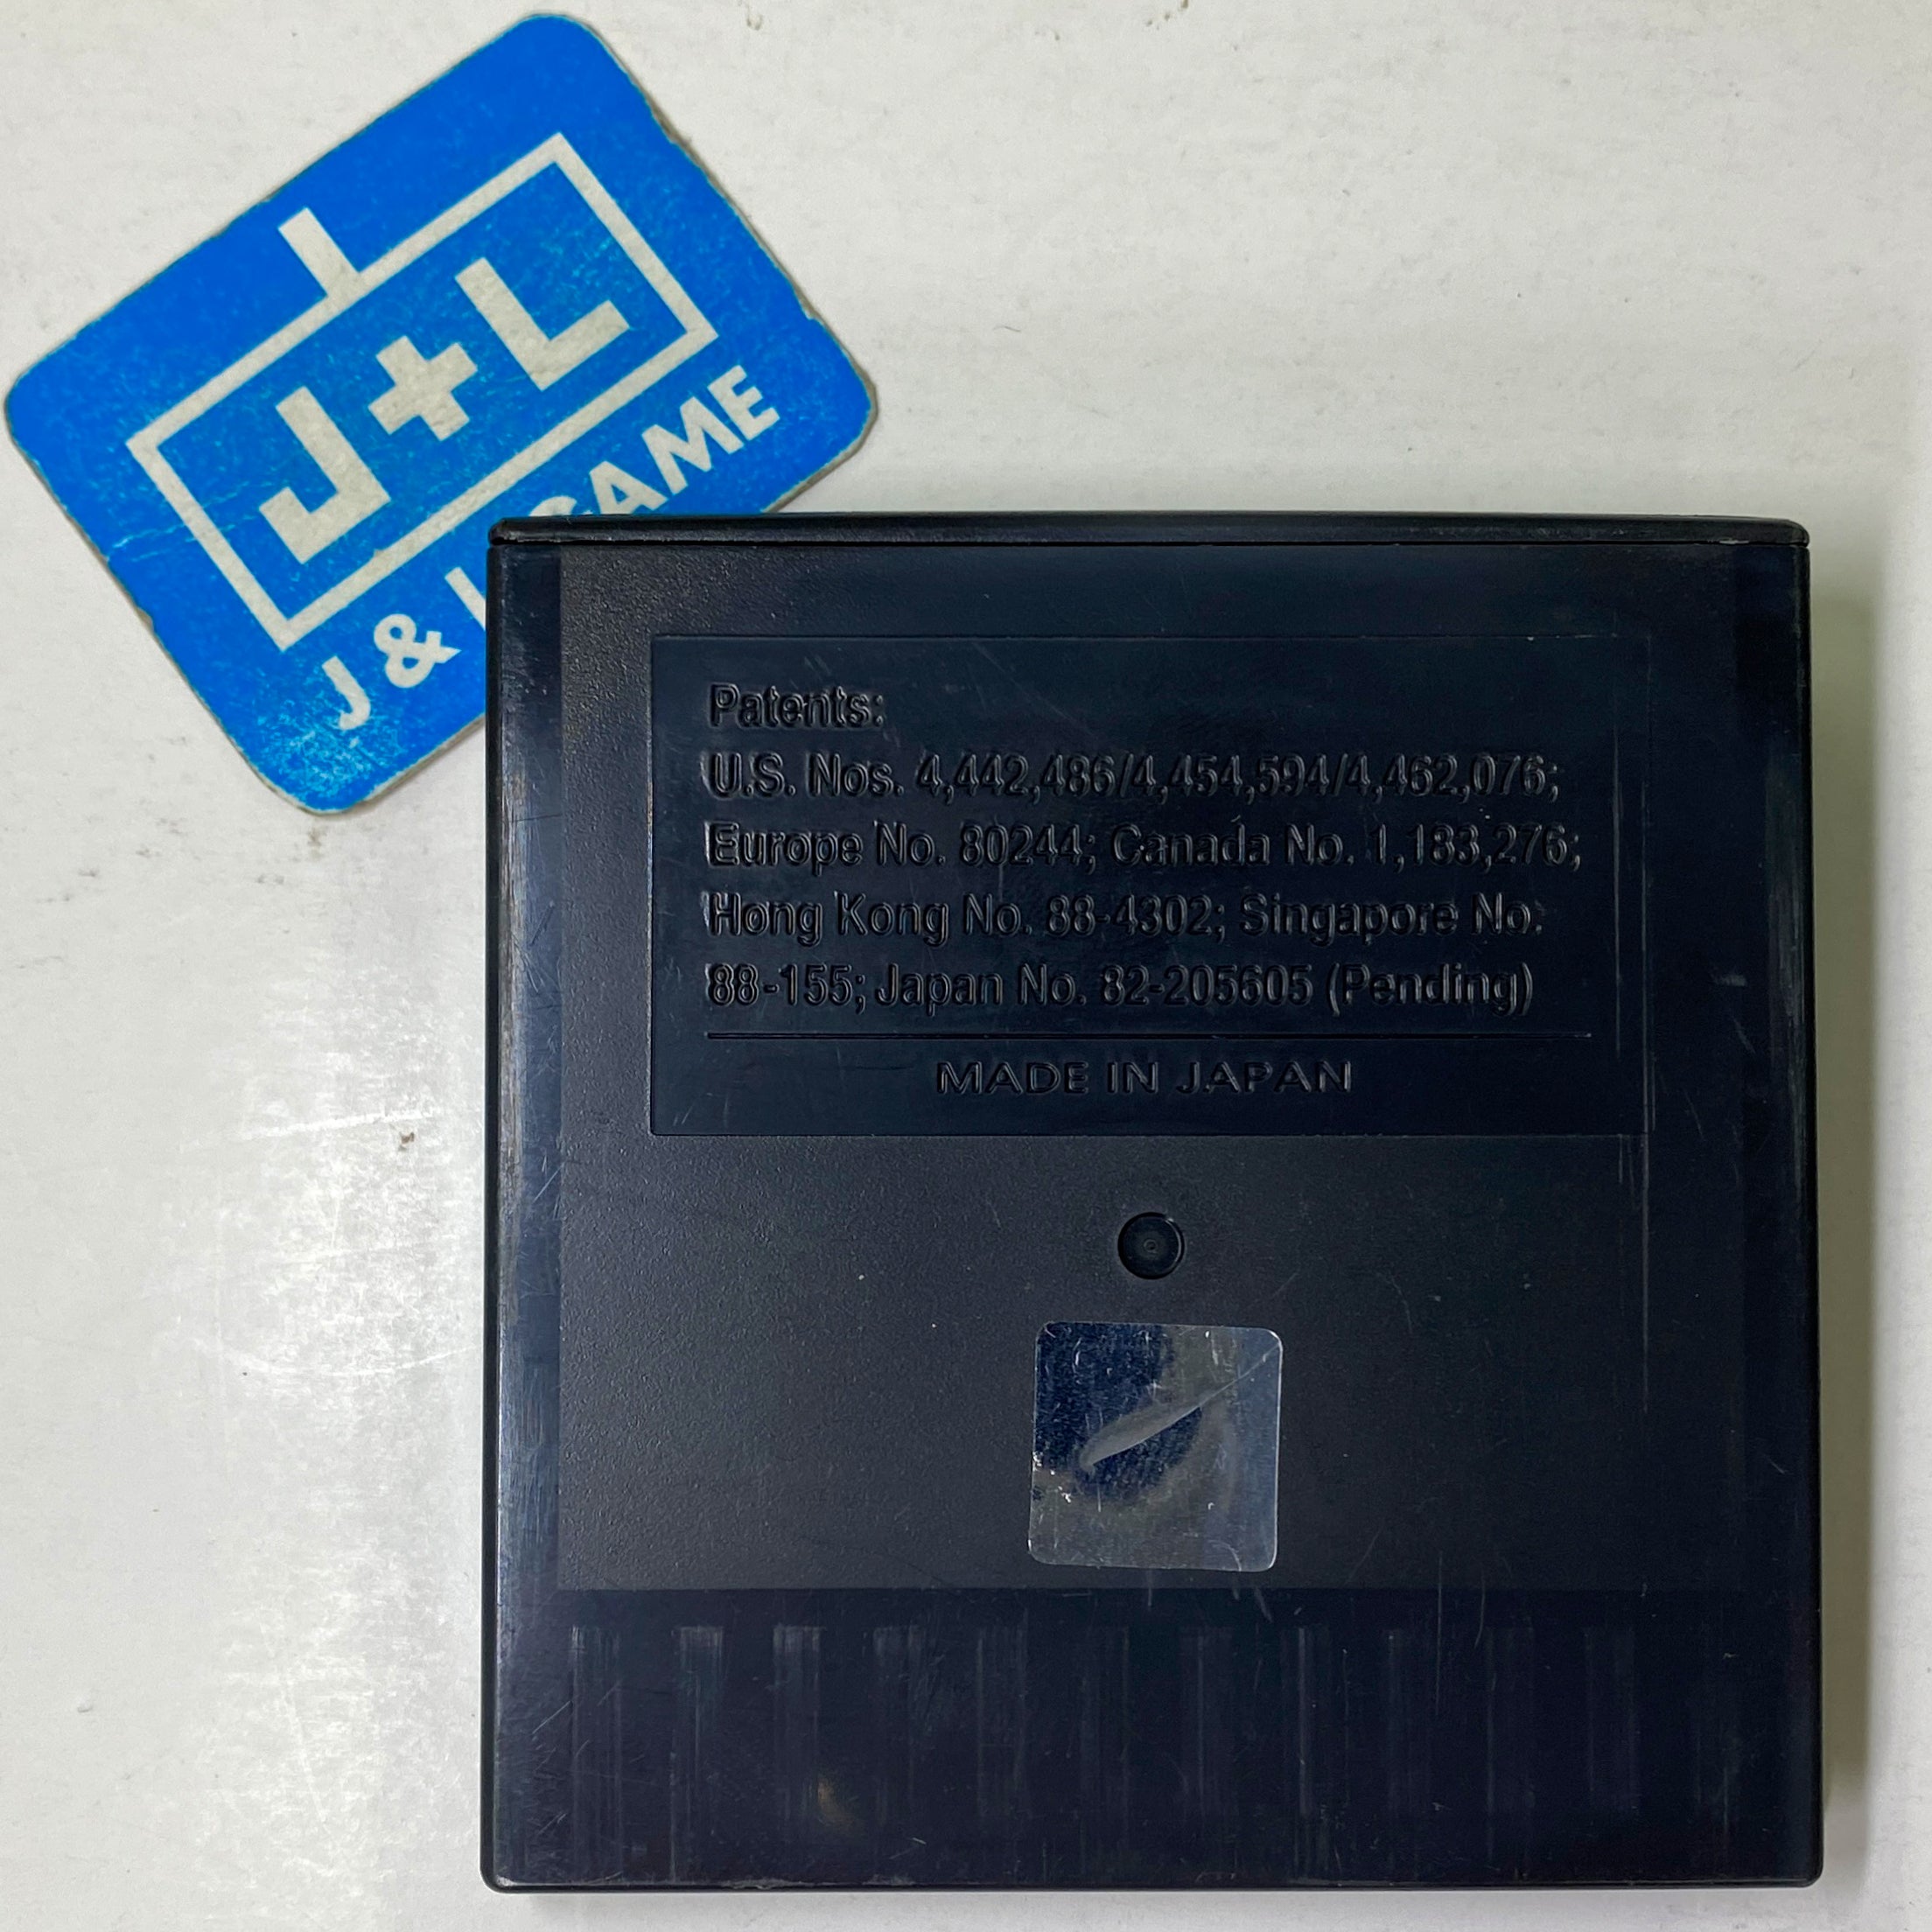 J+L
J & L GAME
Patents:
U.S. Nos. 4,442,486/4,454,594/4,462,076;
Europe No. 80244; Canada No. 1,183,276;
Hong Kong No. 88-4302; Singapore No.
88-155; Japan No. 82-205605 (Pending)
MADE IN JAPAN